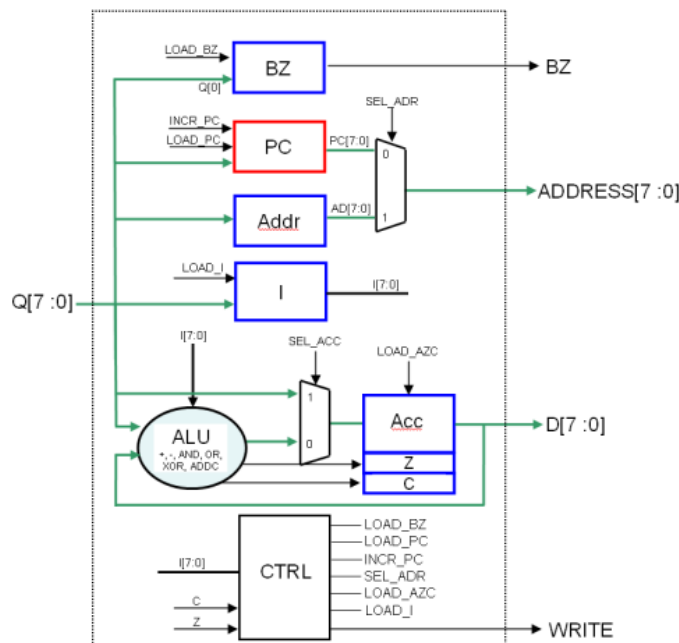 LOAD_BZ
BZ
Q[0]
BZ
SEL_ADR
INCR_PC
LOAD_PC
PC
PC[7:0]
0
ADDRESS[7 :0]
Addr
AD[7:0]
1
LOAD_I
I
I[7:0]
Q[7 :0]
I[7:0]
SEL_ACC
LOAD_AZC
1
ALU
+,-, AND, OR,
XOR, ADDC
0
Acc
D[7 :0]
Z
C
I[7:0]
C
Z
CTRL
LOAD_BZ
LOAD_PC
INCR_PC
SEL_ADR
LOAD_AZC
LOAD_I
WRITE